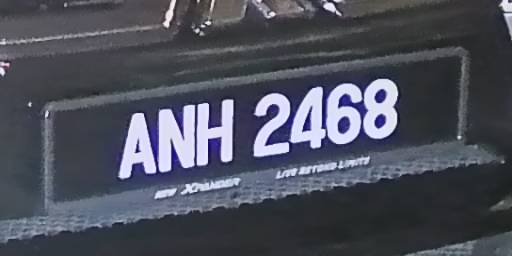 ANH 2468
NEW XPANDER LIVE BEYOND LIMITS